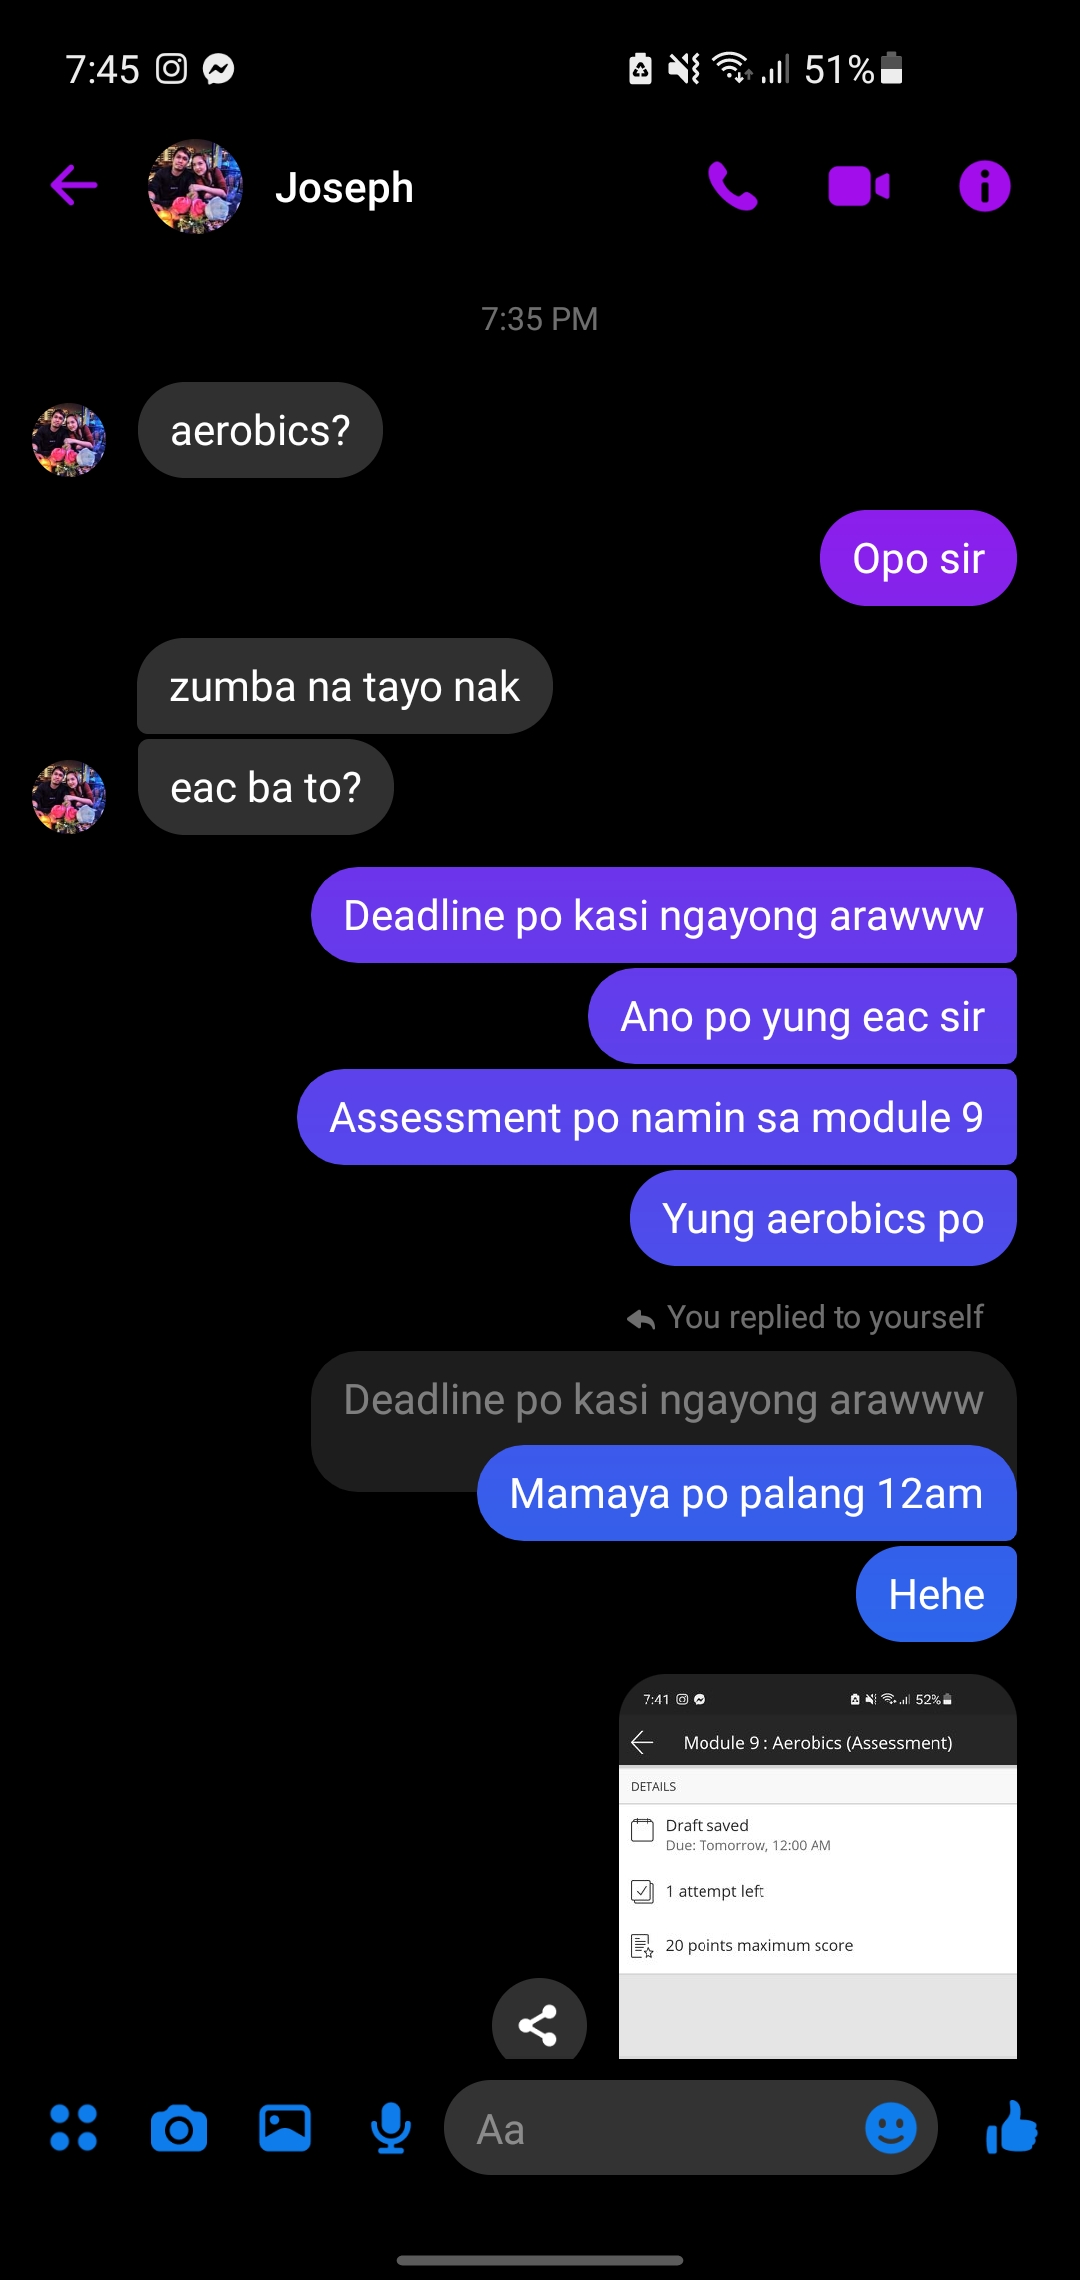 7:45 51%
Joseph
7:35 PM
aerobics?
Opo sir
zumba na tayo nak
eac ba to?
Deadline po kasi ngayong arawww
Ano po yung eac sir
Assessment po namin sa module 9
Yung aerobics po
You replied to yourself
Deadline po kasi ngayong arawww
Mamaya po palang 12am
Hehe
7:41 52%
Module 9 : Aerobics (Assessment)
DETAILS
Draft saved
Due: Tomorrow, 12:00 AM
1 attempt left
20 points maximum score
Aa